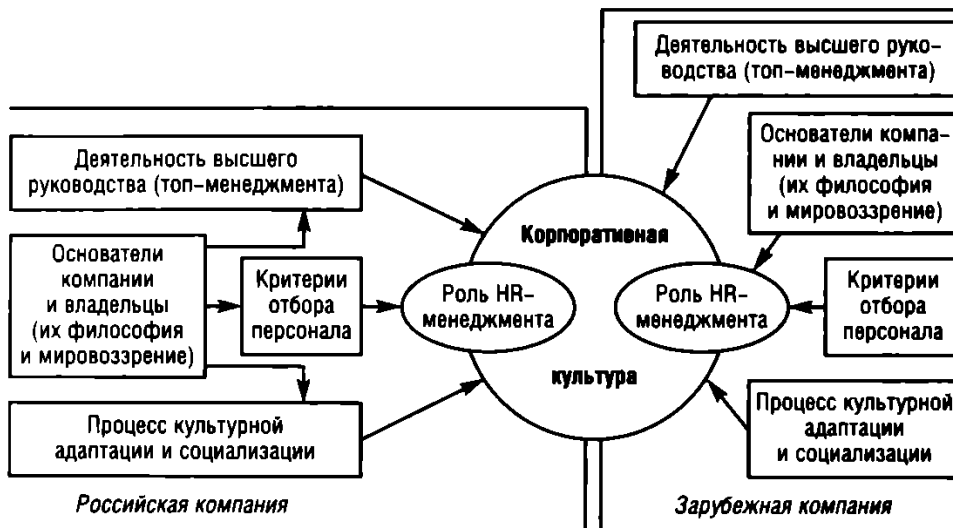 Деятельность высшего руко-
водства (топ-менеджмента)
Основатели компа-
нии и владельцы
(их философия
и мировоззрение)
Деятельность высшего
руководства (топ-менеджмента)
Основатели
компании
и владельцы
(их философия
и мировоззрение)
Критерии
отбора
персонала
Корпоративная
культура
Роль HR-
менеджмента
Роль HR-
менеджмента
Критерии
отбора
персонала
Процесс культурной
адаптации и социализации
Процесс культурной
адаптации
и социализации
Российская компания
Зарубежная компания